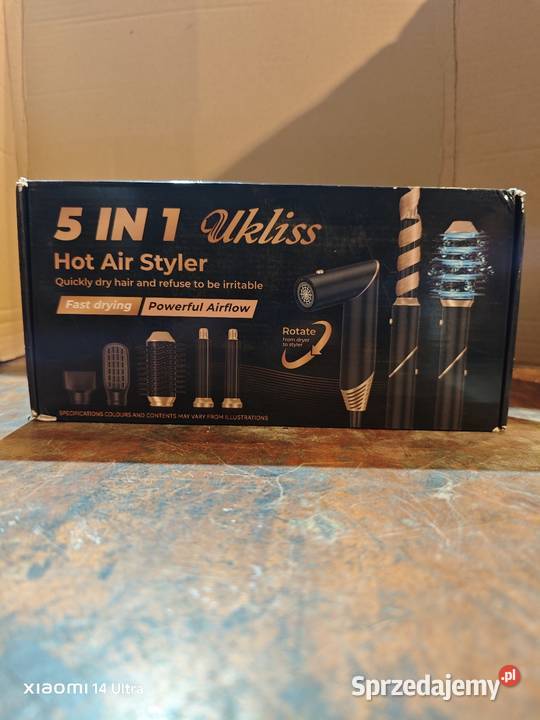 5 IN 1 Ukliss
Hot Air Styler
Quickly dry hair and refuse to be irritable
Fast drying Powerful Airflow
Rotate
from dryer
to styler
SPECIFICATIONS COLOURS AND CONTENTS MAY VARY FROM ILLUSTRATIONS
XIAOMI 14 Ultra
Sprzedajemy.pl